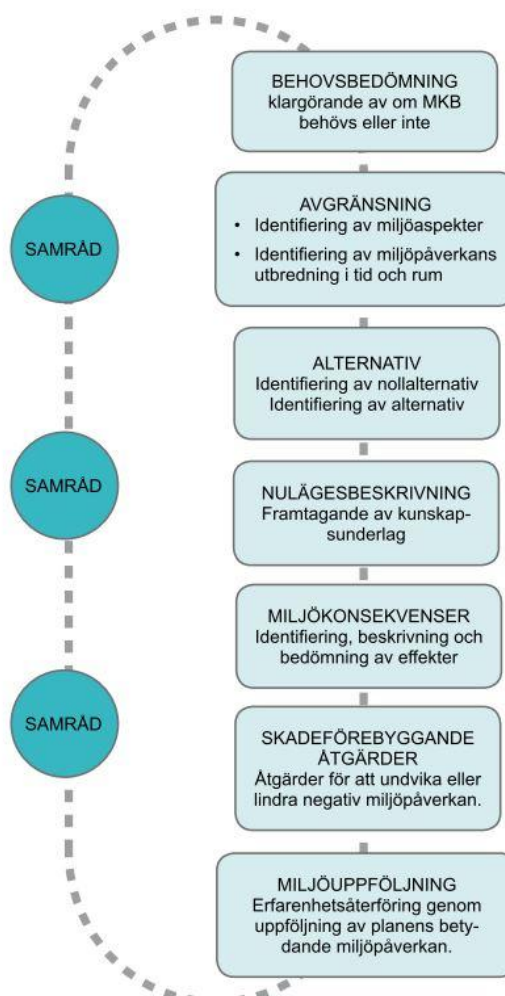 BEHOVSBEDÖMNING
klargörande av om MKB
behövs eller inte
AVGRÄNSNING
• Identifiering av miljöaspekter
• Identifiering av miljöpåverkans
utbredning i tid och rum
SAMRÅD
ALTERNATIV
Identifiering av nollalternativ
Identifiering av alternativ
NULÄGESBESKRIVNING
Framtagande av kunskap-
sunderlag
SAMRÅD
MILJÖKONSEKVENSER
Identifiering, beskrivning och
bedömning av effekter
SKADEFÖREBYGGANDE
ÅTGÄRDER
Åtgärder för att undvika eller
lindra negativ miljöpåverkan.
SAMRÅD
MILJÖUPPFÖLJNING
Erfarenhetsåterföring genom
uppföljning av planens bety-
dande miljöpåverkan.